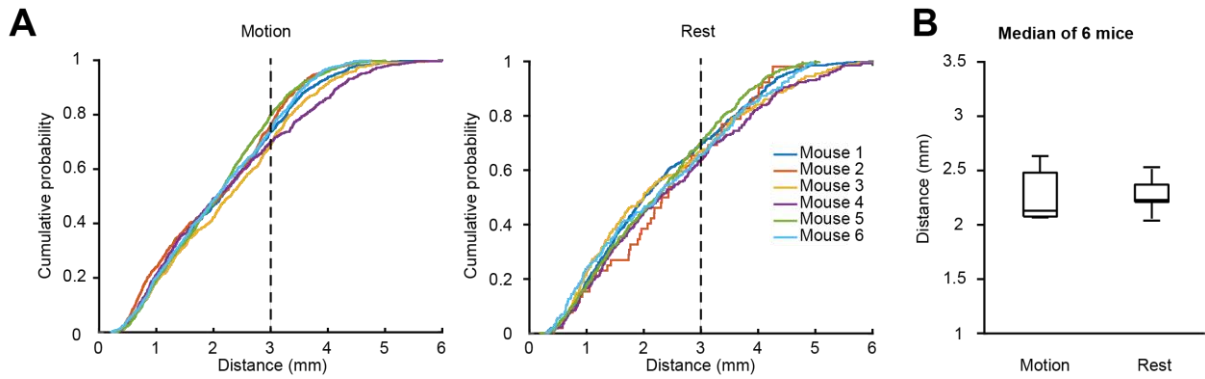 A
Motion
Cumulative probability
1
0.8
0.6
0.4
0.2
0
0 1 2 3 4 5 6
Distance (mm)
Rest
Cumulative probability
1
0.8
0.6
0.4
0.2
0
0 1 2 3 4 5 6
Distance (mm)
Mouse 1
Mouse 2
Mouse 3
Mouse 4
Mouse 5
Mouse 6
B
Median of 6 mice
Distance (mm)
3.5
3
2.5
2
1.5
1
Motion Rest